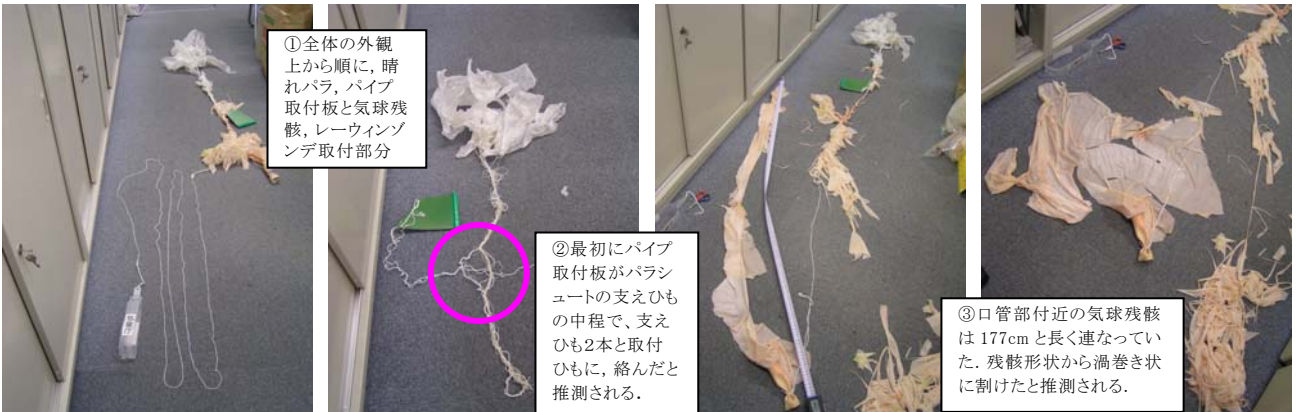 ①全体の外観
上から順に，晴
れパラ，パイプ
取付板と気球残
骸，レーウィンゾ
ンデ取付部分
②最初にパイプ
取付板がパラシ
ュートの支えひも
の中程で、支え
ひも2本と取付
ひもに，絡んだと
推測される．
③口管部付近の気球残骸
は 177cm と長く連なってい
た．残骸形状から渦巻き状
に割けたと推測される．